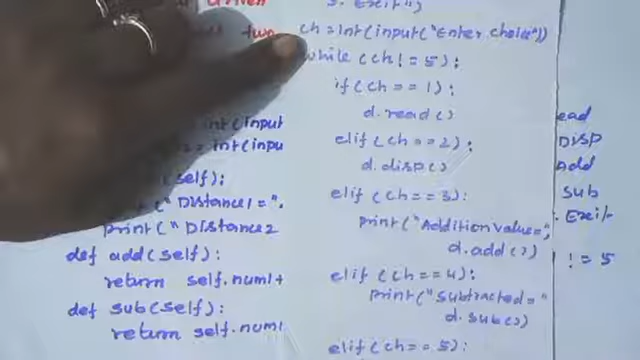 5. Exit")
ch=int(input("Enter choice"))
while (ch!=5):
if(ch==1):
d.read()
elif(ch==2):
d.disp()
elif(ch==3):
print("Addition value=",
d.add())
elif(ch==4):
print("Subtracted="
d.sub())
elif(ch==5):
two
int(input
= int(inpu
(self):
("Distance1=".
print("Distance2
def add(self):
return self.num1+
def sub(self):
return self.num1
ead
DISP
Add
Sub
. Exit
!= 5